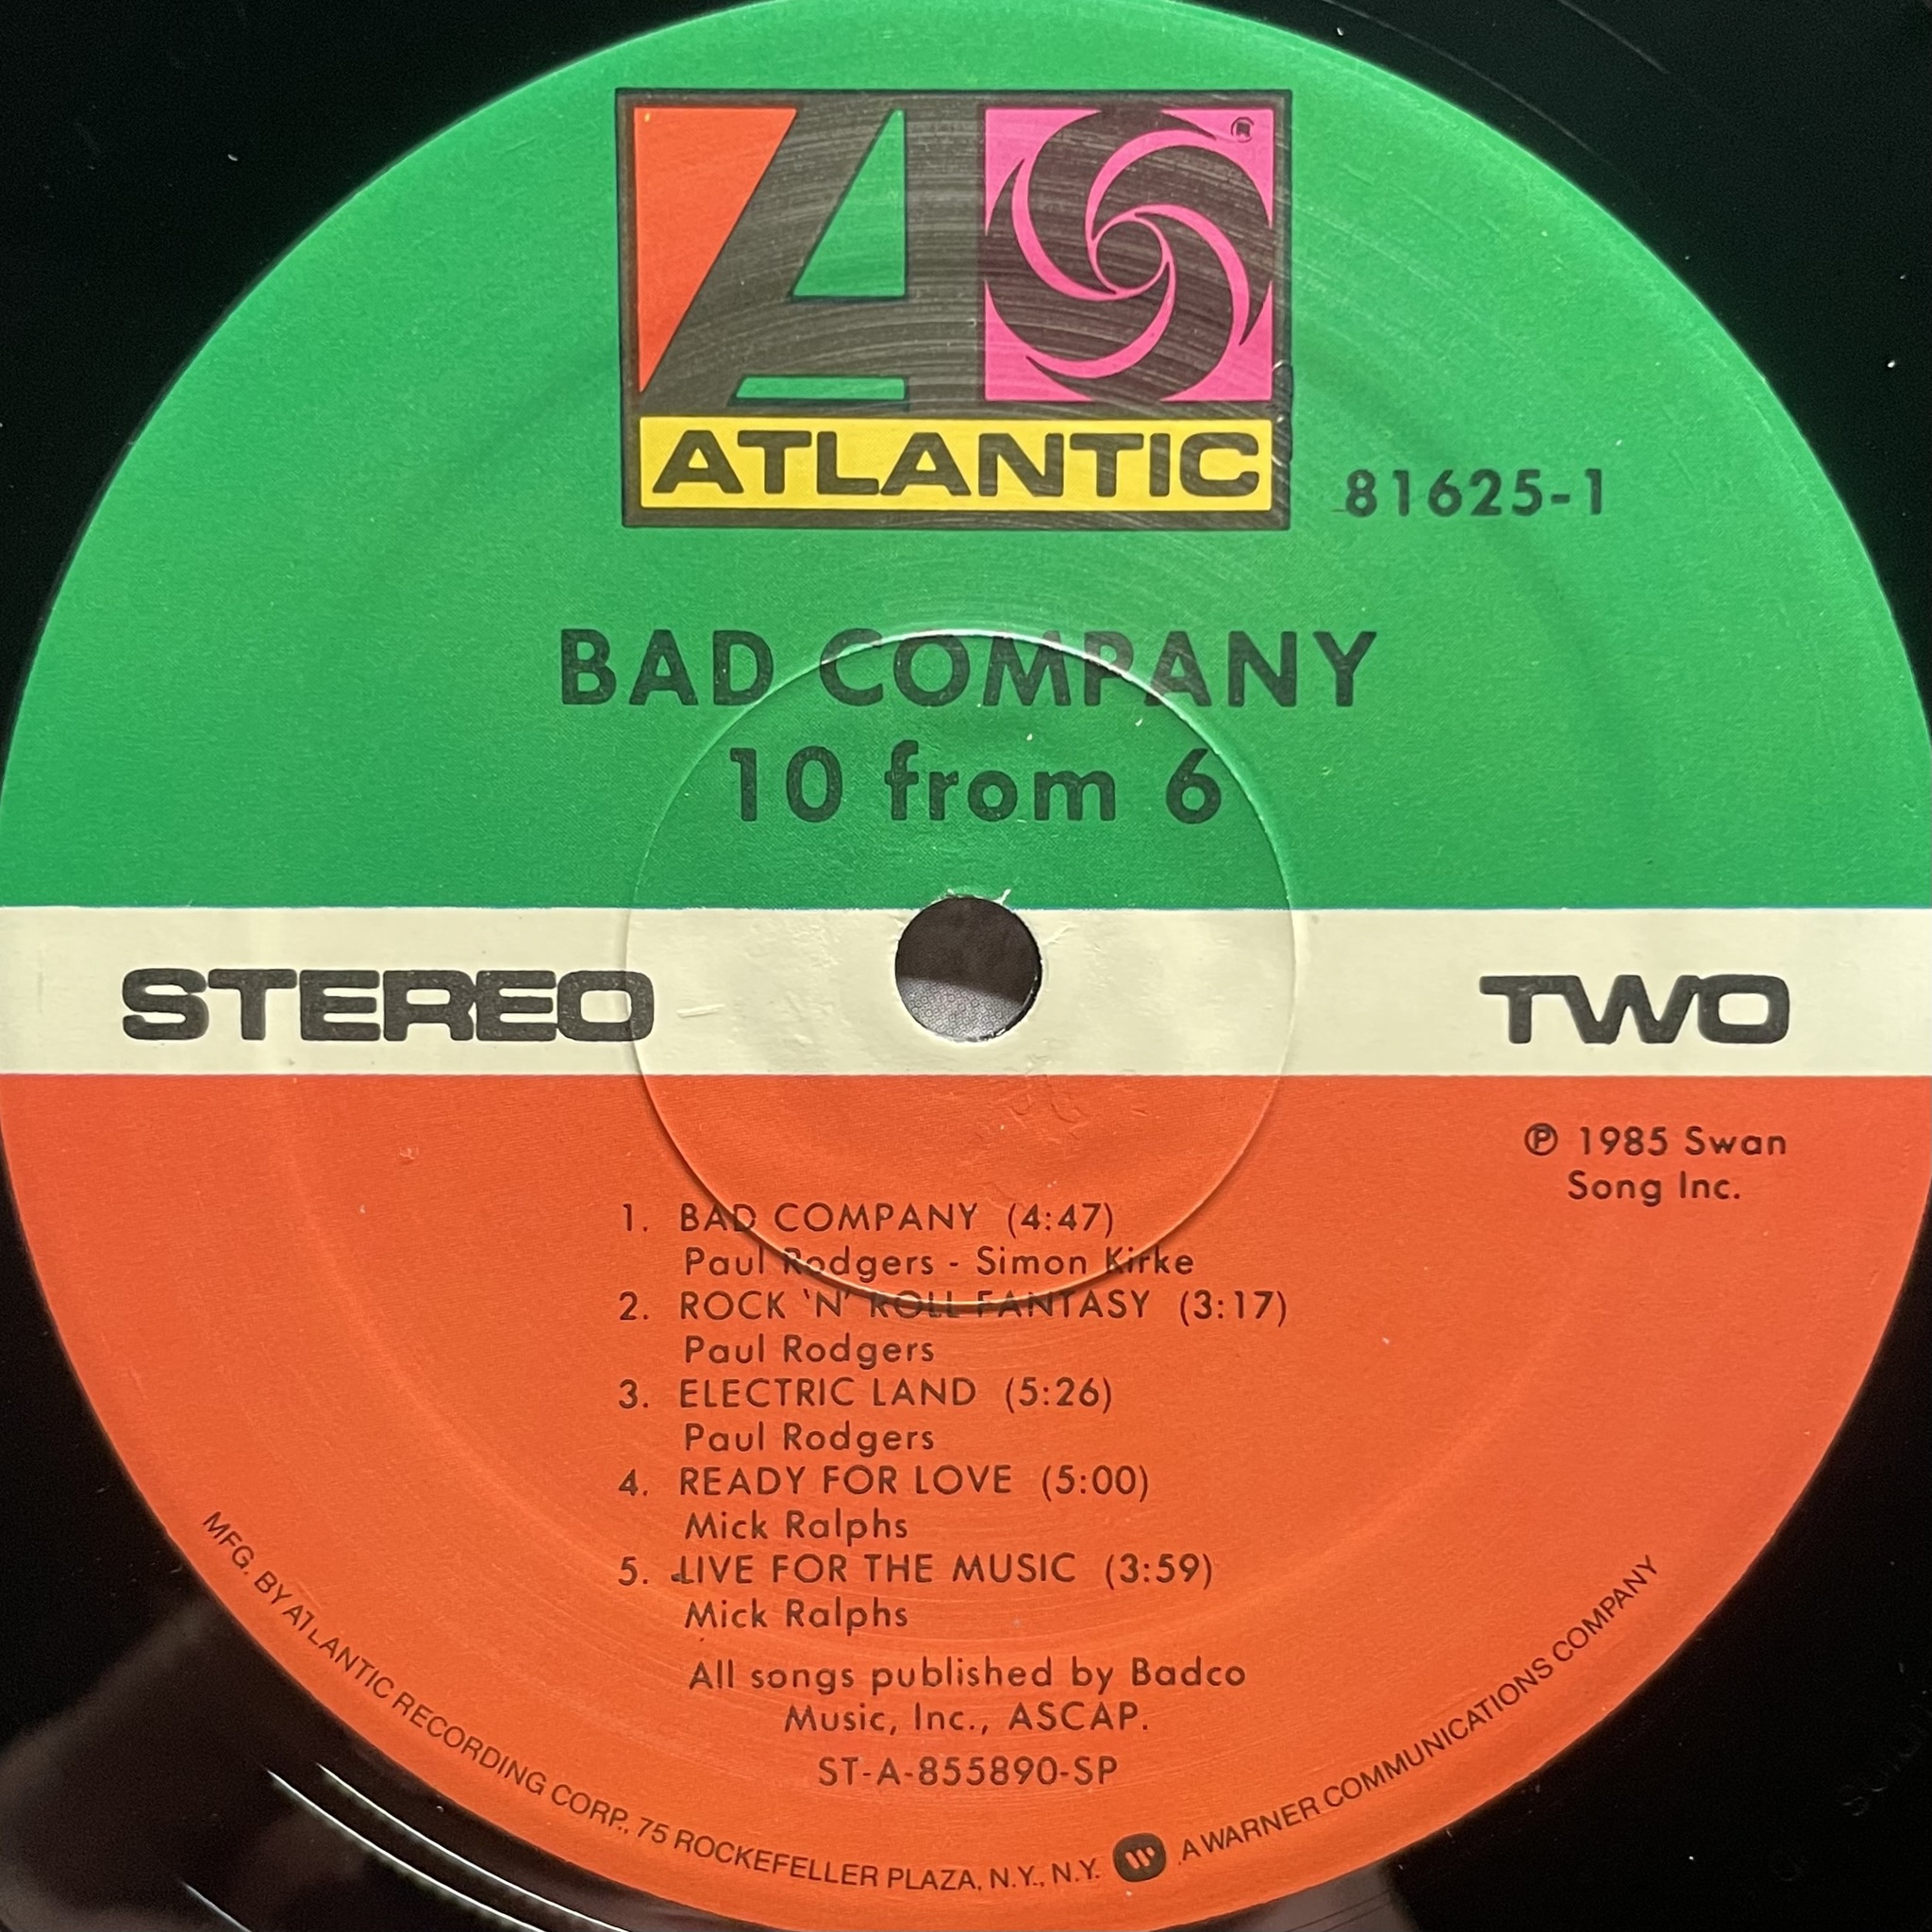 ®
ATLANTIC
81625-1
BAD COMPANY
10 from 6
STEREO
TWO
℗ 1985 Swan
Song Inc.
1. BAD COMPANY (4:47)
Paul Rodgers - Simon Kirke
2. ROCK 'N' ROLL FANTASY (3:17)
Paul Rodgers
3. ELECTRIC LAND (5:26)
Paul Rodgers
4. READY FOR LOVE (5:00)
Mick Ralphs
5. LIVE FOR THE MUSIC (3:59)
Mick Ralphs
All songs published by Badco
Music, Inc., ASCAP.
ST-A-855890-SP
MFG. BY ATLANTIC RECORDING CORP., 75 ROCKEFELLER PLAZA, N.Y., N.Y. A WARNER COMMUNICATIONS COMPANY